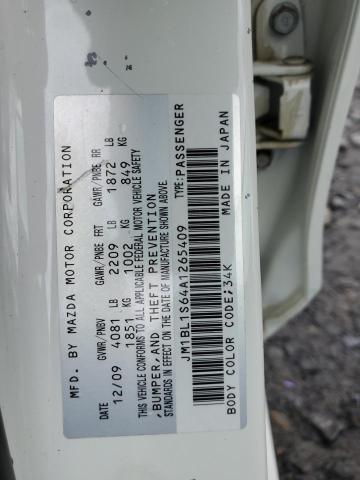 MFD. BY MAZDA MOTOR CORPORATION
DATE GVWR/PNBV GAWR/PNBE FRT GAWR/PNBE RR
12/09 4081 LB 2209 LB 1872 LB
1851 KG 1002 KG 849 KG
THIS VEHICLE CONFORMS TO ALL APPLICABLE FEDERAL MOTOR VEHICLE SAFETY
,BUMPER,AND THEFT PREVENTION
STANDARDS IN EFFECT ON THE DATE OF MANUFACTURE SHOWN ABOVE.
JM1BL1S64A1265409 TYPE:PASSENGER
BODY COLOR CODE;34K MADE IN JAPAN